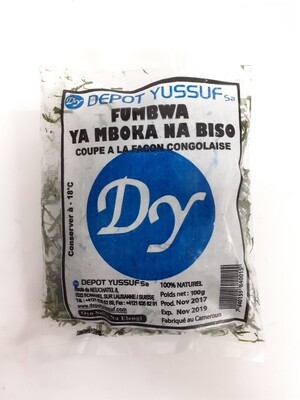 Dy DEPOT YUSSUF Sa
FUMBWA
YA MBOKA NA BISO
COUPE A LA FAÇON CONGOLAISE
Conserver à - 18°C
Dy
DEPOT YUSSUF Sa
100% NATUREL
Poids net : 100g
Prod. Nov 2017
Exp. Nov 2019
Fabriqué au Cameroun